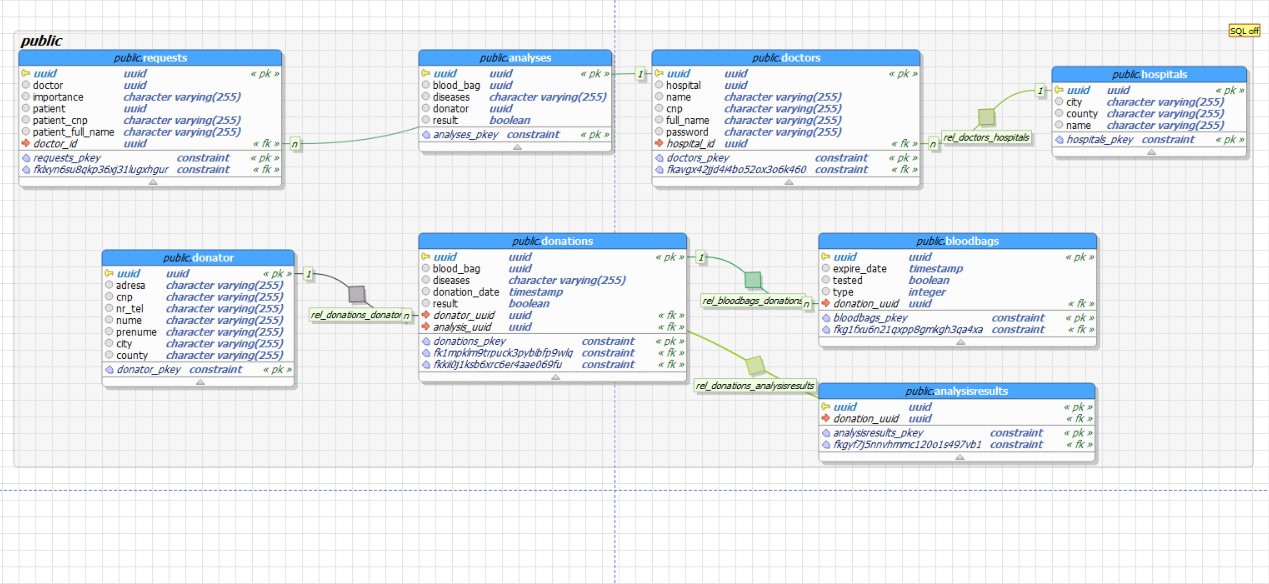 SQL off
public
public.requests
uuid uuid « pk »
doctor uuid
importance character varying(255)
patient uuid
patient_cnp character varying(255)
patient_full_name character varying(255)
doctor_id uuid « fk »
requests_pkey constraint « pk »
constraint « fk »
n
public.analyses
uuid uuid « pk »
blood_bag uuid
diseases character varying(255)
donator uuid
result boolean
analyses_pkey constraint « pk »
1
public.doctors
uuid uuid « pk »
hospital uuid
name character varying(255)
cnp character varying(255)
full_name character varying(255)
password character varying(255)
hospital_id uuid « fk »
doctors_pkey constraint « pk »
constraint « fk »
n
rel_doctors_hospitals
1
public.hospitals
uuid uuid « pk »
city character varying(255)
county character varying(255)
name character varying(255)
hospitals_pkey constraint « pk »
public.donator
uuid uuid « pk »
adresa character varying(255)
cnp character varying(255)
nr_tel character varying(255)
nume character varying(255)
prenume character varying(255)
city character varying(255)
county character varying(255)
donator_pkey constraint « pk »
1
rel_donations_donator
n
public.donations
uuid uuid « pk »
blood_bag uuid
diseases character varying(255)
donation_date timestamp
result boolean
donator_uuid uuid « fk »
analysis_uuid uuid « fk »
donations_pkey constraint « pk »
constraint « fk »
constraint « fk »
1
rel_bloodbags_donations
n
rel_donations_analysisresults
public.bloodbags
uuid uuid « pk »
expire_date timestamp
tested boolean
type integer
donation_uuid uuid « fk »
bloodbags_pkey constraint « pk »
constraint « fk »
public.analysisresults
uuid uuid « pk »
donation_uuid uuid « fk »
analysisresults_pkey constraint « pk »
constraint « fk »